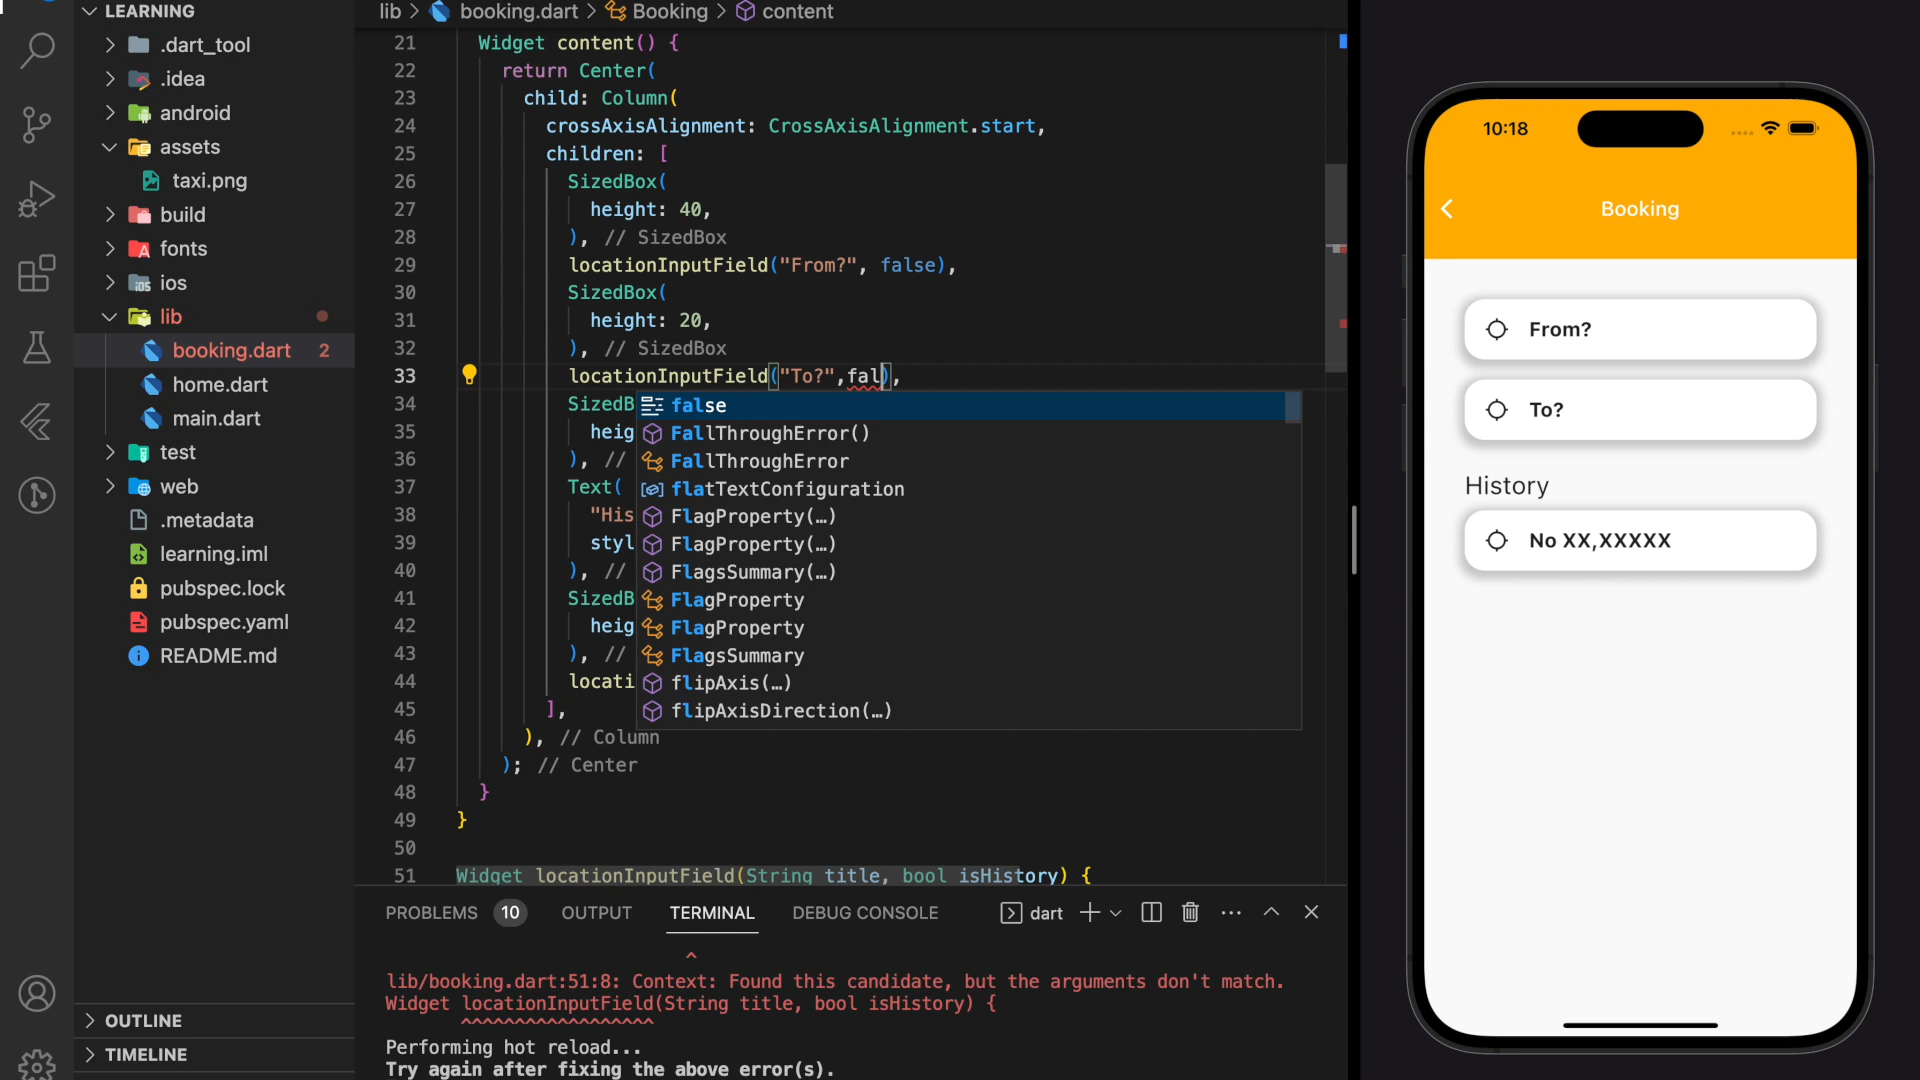 LEARNING
.dart_tool
.idea
android
assets
taxi.png
build
fonts
ios
lib
booking.dart 2
home.dart
main.dart
test
web
.metadata
learning.iml
pubspec.lock
pubspec.yaml
README.md
OUTLINE
TIMELINE
lib > booking.dart > Booking > content
21 Widget content() {
22 return Center(
23 child: Column(
24 crossAxisAlignment: CrossAxisAlignment.start,
25 children: [
26 SizedBox(
27 height: 40,
28 ), // SizedBox
29 locationInputField("From?", false),
30 SizedBox(
31 height: 20,
32 ), // SizedBox
33 locationInputField("To?",fal),
34 SizedB
35 heig
36 ), //
37 Text(
38 "His
39 styl
40 ), //
41 SizedB
42 heig
43 ), //
44 locati
45 ],
46 ), // Column
47 ); // Center
48 }
49 }
50
51 Widget locationInputField(String title, bool isHistory) {
false
FallThroughError()
FallThroughError
flatTextConfiguration
FlagProperty(…)
FlagProperty(…)
FlagsSummary(…)
FlagProperty
FlagProperty
FlagsSummary
flipAxis(…)
flipAxisDirection(…)
PROBLEMS 10 OUTPUT TERMINAL DEBUG CONSOLE dart
^
lib/booking.dart:51:8: Context: Found this candidate, but the arguments don't match.
Widget locationInputField(String title, bool isHistory) {
^^^^^^^^^^^^^^^^^^
Performing hot reload...
Try again after fixing the above error(s).
10:18
Booking
From?
To?
History
No XX,XXXXX